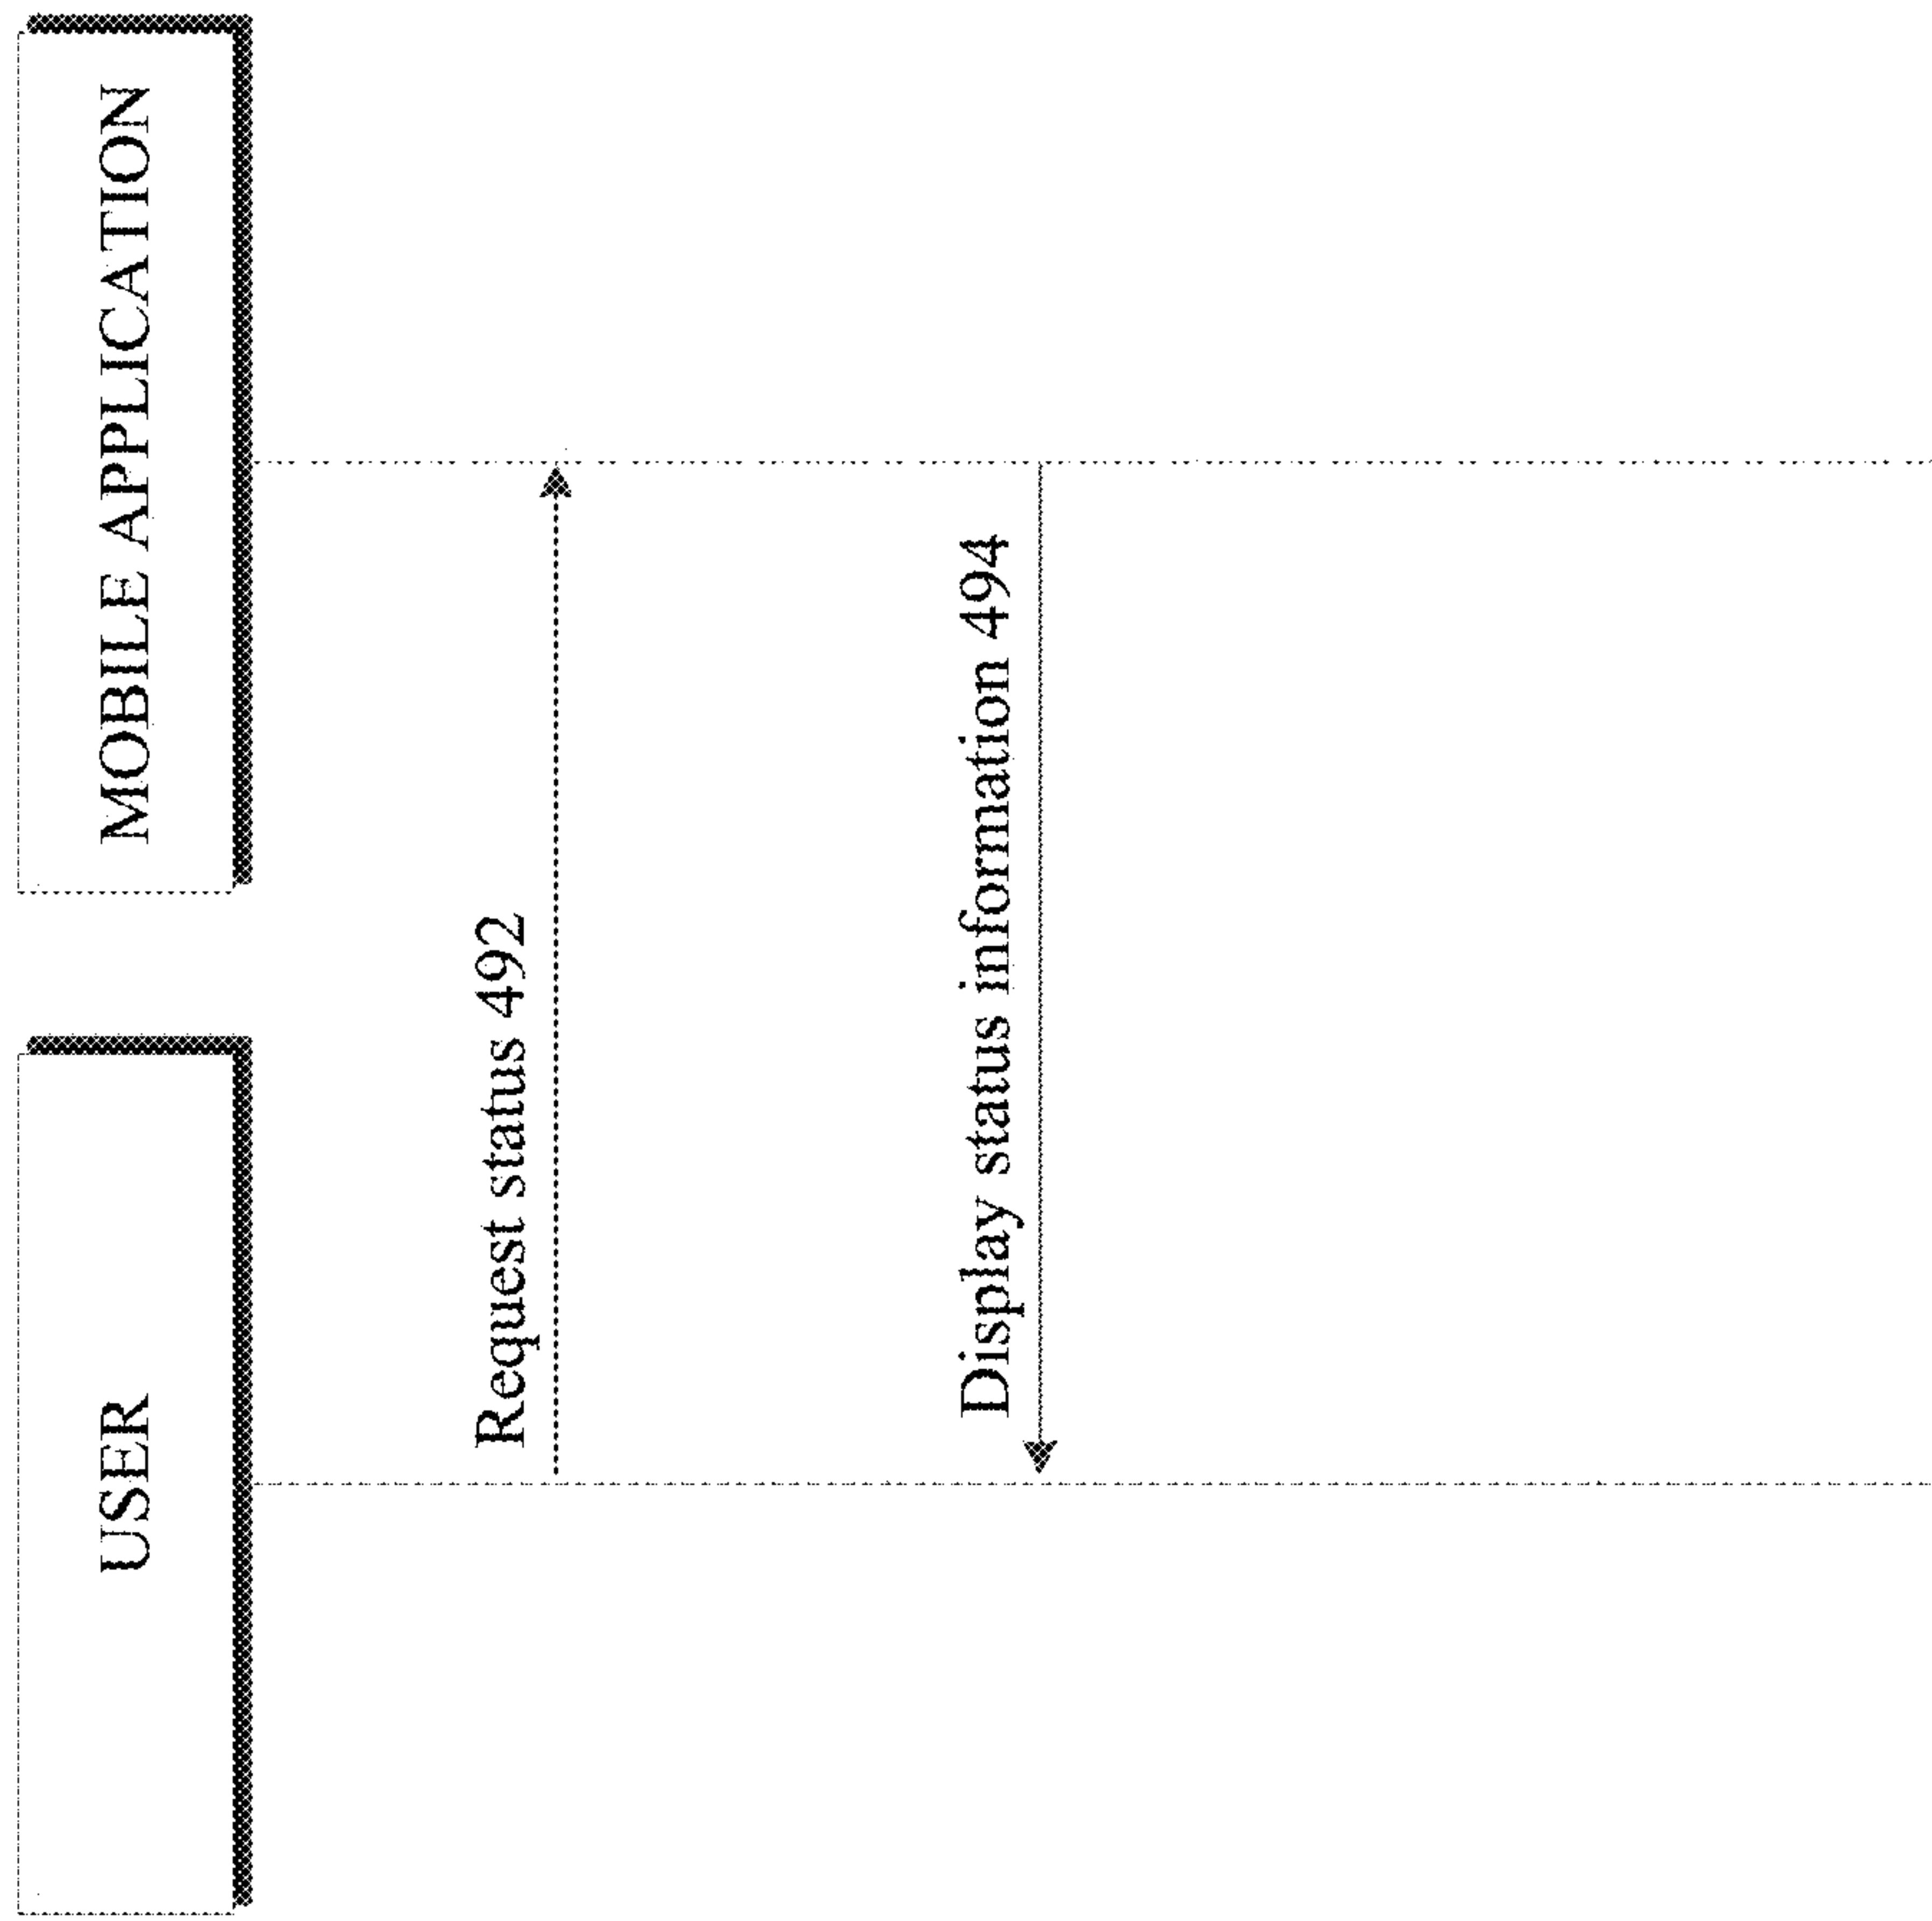 USER
MOBILE APPLICATION
Request status 492
Display status information 494